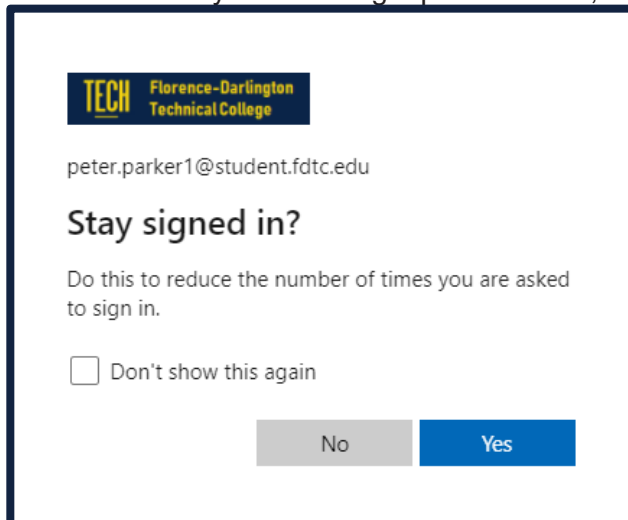 TECH Florence-Darlington
Technical College
peter.parker1@student.fdtc.edu
Stay signed in?
Do this to reduce the number of times you are asked
to sign in.
Don't show this again
No Yes